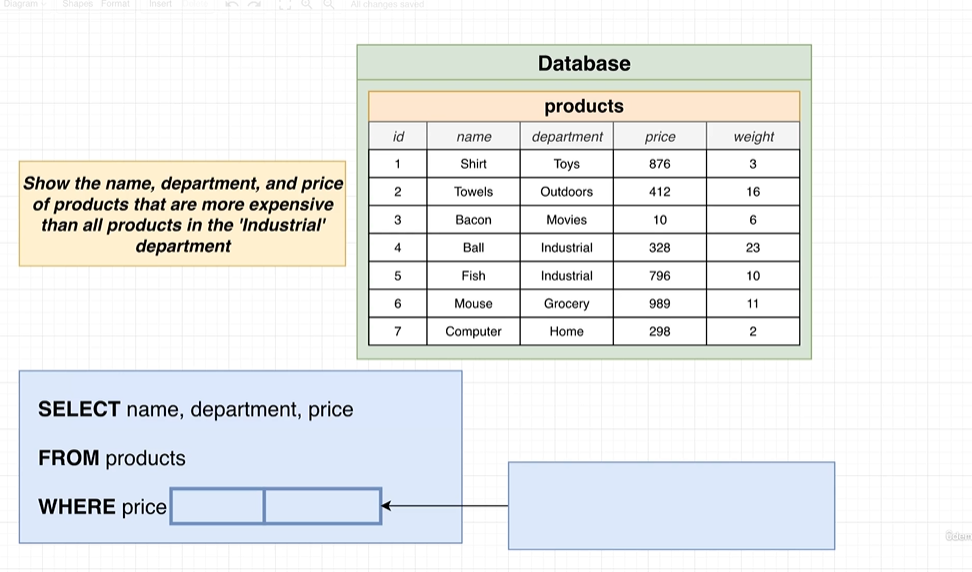 Diagram Shapes Format Insert All changes saved
Database
products
id name department price weight
1 Shirt Toys 876 3
2 Towels Outdoors 412 16
3 Bacon Movies 10 6
4 Ball Industrial 328 23
5 Fish Industrial 796 10
6 Mouse Grocery 989 11
7 Computer Home 298 2
Show the name, department, and price
of products that are more expensive
than all products in the 'Industrial'
department
SELECT name, department, price
FROM products
WHERE price